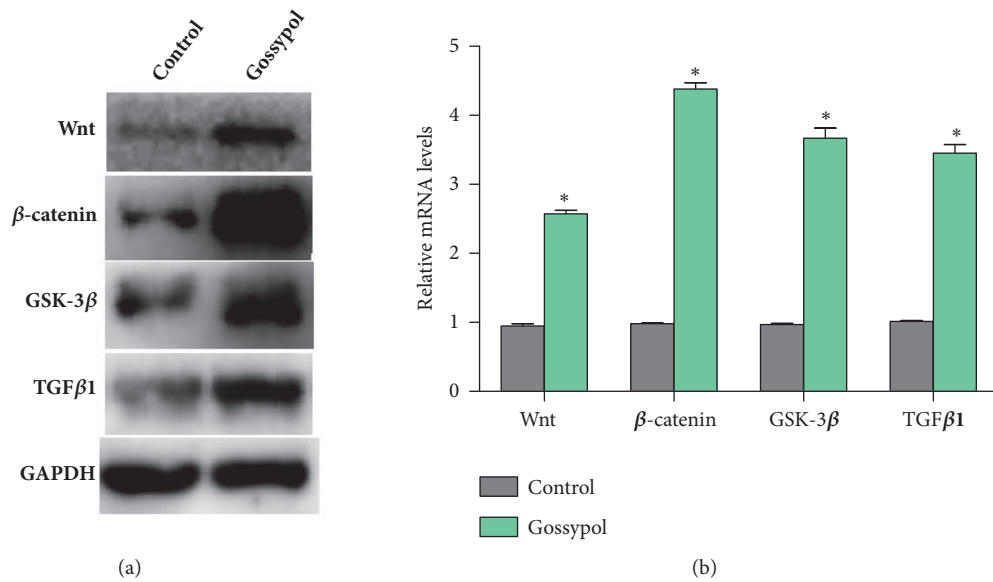 (a)
Control
Gossypol
Wnt
β-catenin
GSK-3β
TGFβ1
GAPDH
Relative mRNA levels
5
4
3
2
1
0
*
*
*
*
Wnt
β-catenin
GSK-3β
TGFβ1
Control
Gossypol
(b)